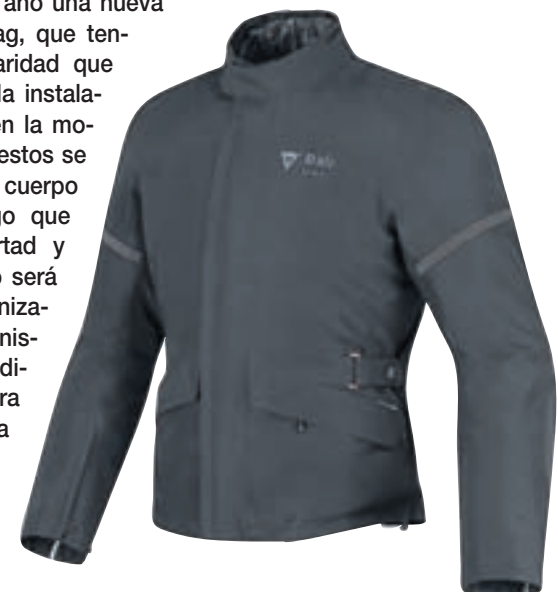 año una nueva
ag, que ten-
aridad que
la instala-
en la mo-
estos se
cuerpo
go que
rtad y
o será
niza-
nis-
di-
ra
a